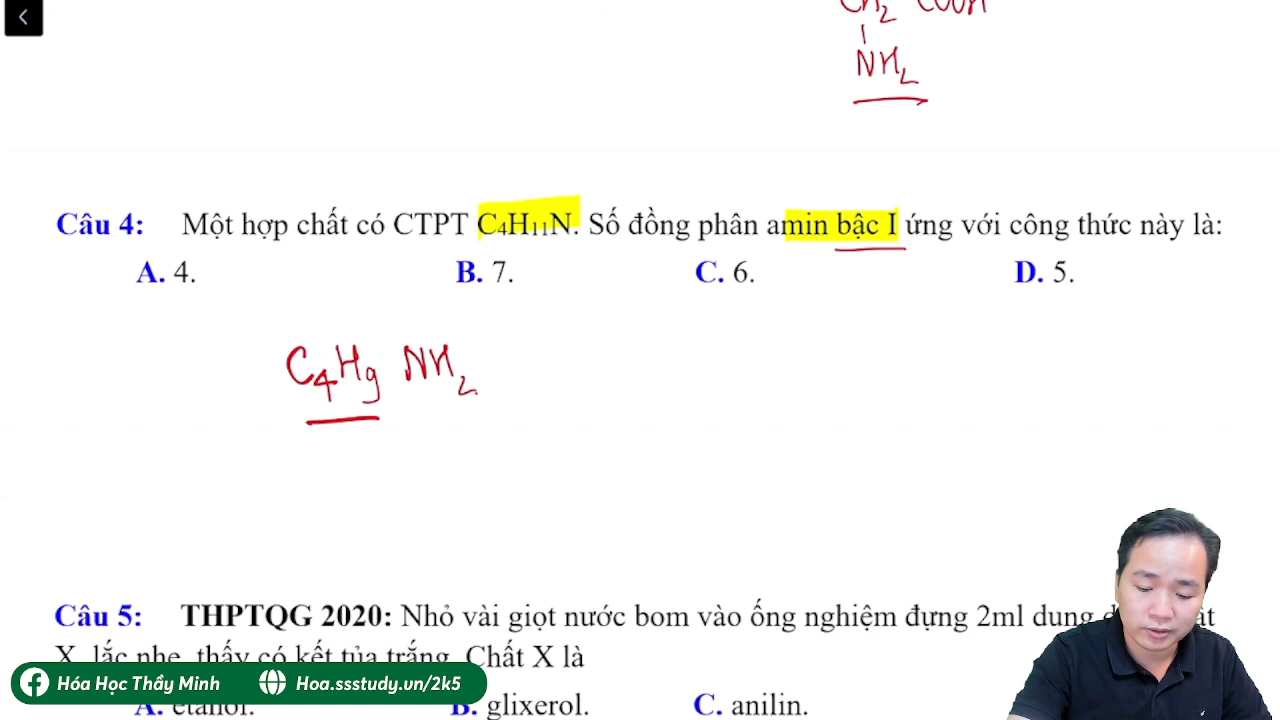 CH2 COOH
NH2
Câu 4: Một hợp chất có CTPT C4H11N. Số đồng phân amin bậc I ứng với công thức này là:
A. 4. B. 7. C. 6. D. 5.
C4H9 NH2
Câu 5: THPTQG 2020: Nhỏ vài giọt nước bom vào ống nghiệm đựng 2ml dung
X, lắc nhẹ, thấy có kết tủa trắng. Chất X là
Hóa Học Thầy Minh Hoa.ssstudy.vn/2k5
A. etanol. B. glixerol. C. anilin.